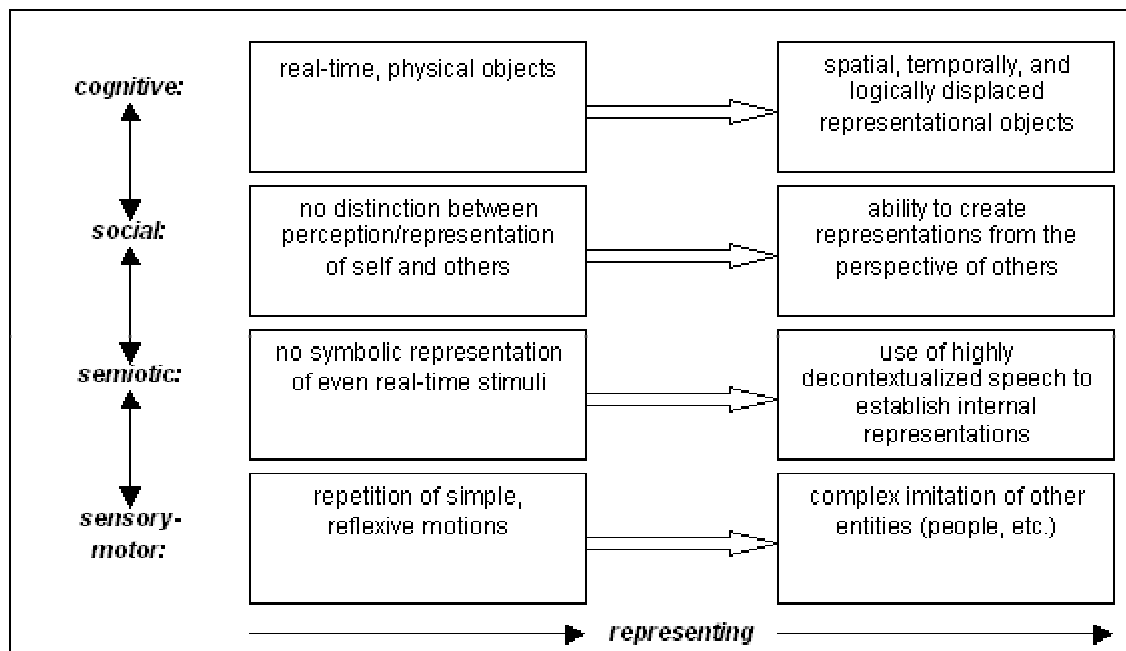 cognitive:
real-time, physical objects
spatial, temporally, and
logically displaced
representational objects
social:
no distinction between
perception/representation
of self and others
ability to create
representations from the
perspective of others
semiotic:
no symbolic representation
of even real-time stimuli
use of highly
decontextualized speech to
establish internal
representations
sensory-
motor:
repetition of simple,
reflexive motions
complex imitation of other
entities (people, etc.)
representing